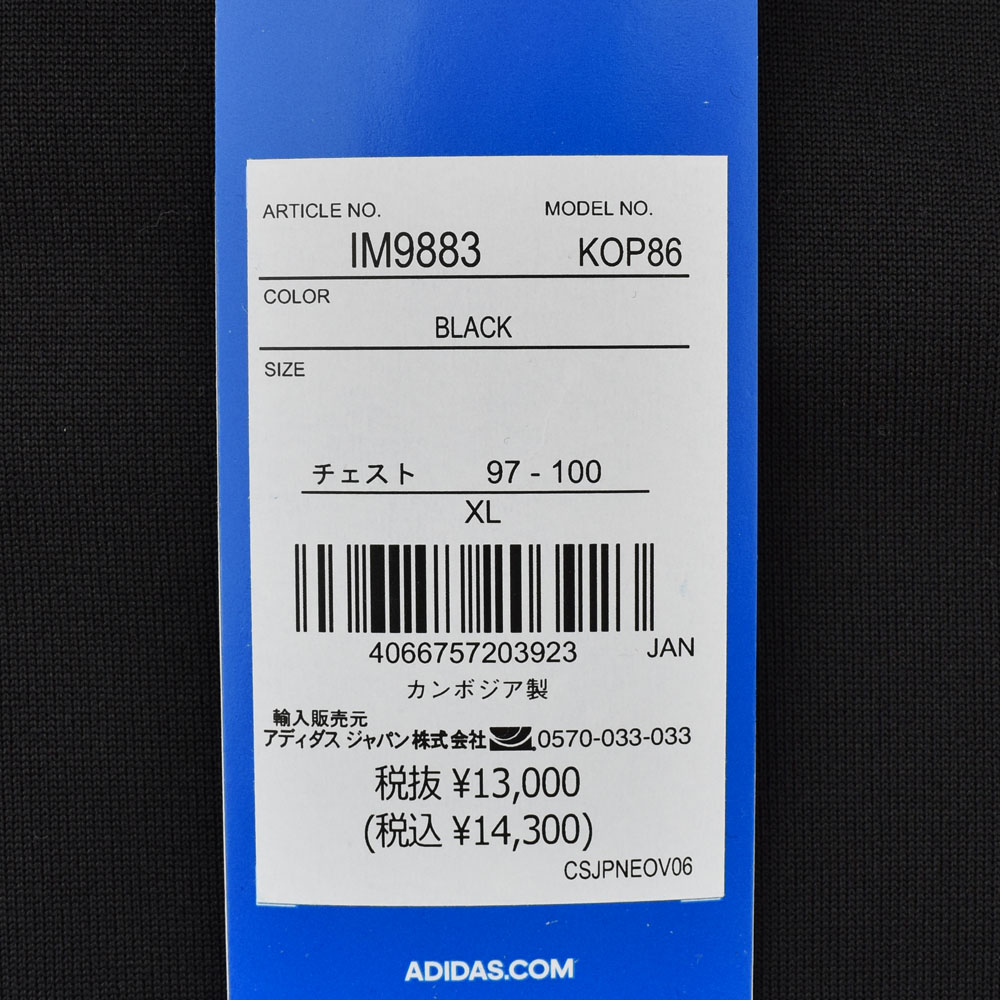 ARTICLE NO. MODEL NO.
IM9883 KOP86
COLOR
BLACK
SIZE
チェスト 97 - 100
XL
4066757203923 JAN
カンボジア製
輸入販売元
アディダス ジャパン株式会社 0570-033-033
税抜 ¥13,000
(税込 ¥14,300)
CSJPNEOV06
ADIDAS.COM